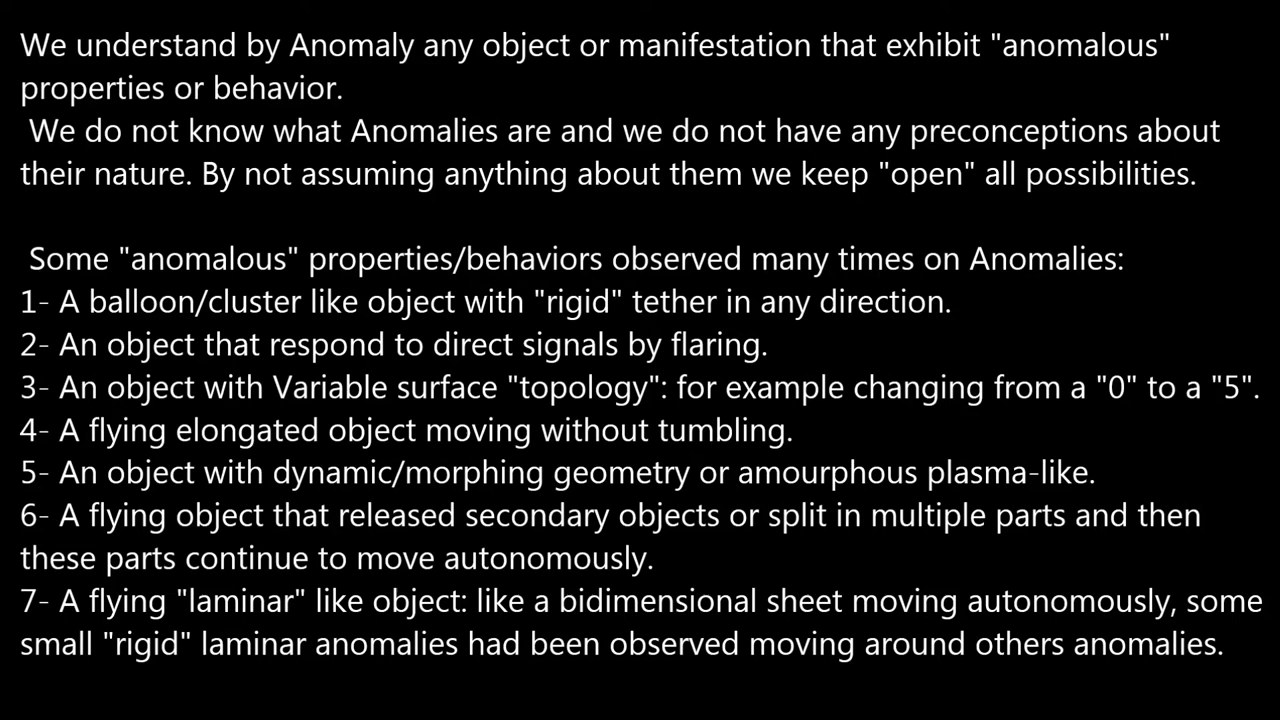 We understand by Anomaly any object or manifestation that exhibit "anomalous"
properties or behavior.
We do not know what Anomalies are and we do not have any preconceptions about
their nature. By not assuming anything about them we keep "open" all possibilities.
Some "anomalous" properties/behaviors observed many times on Anomalies:
1- A balloon/cluster like object with "rigid" tether in any direction.
2- An object that respond to direct signals by flaring.
3- An object with Variable surface "topology": for example changing from a "0" to a "5".
4- A flying elongated object moving without tumbling.
5- An object with dynamic/morphing geometry or amourphous plasma-like.
6- A flying object that released secondary objects or split in multiple parts and then
these parts continue to move autonomously.
7- A flying "laminar" like object: like a bidimensional sheet moving autonomously, some
small "rigid" laminar anomalies had been observed moving around others anomalies.